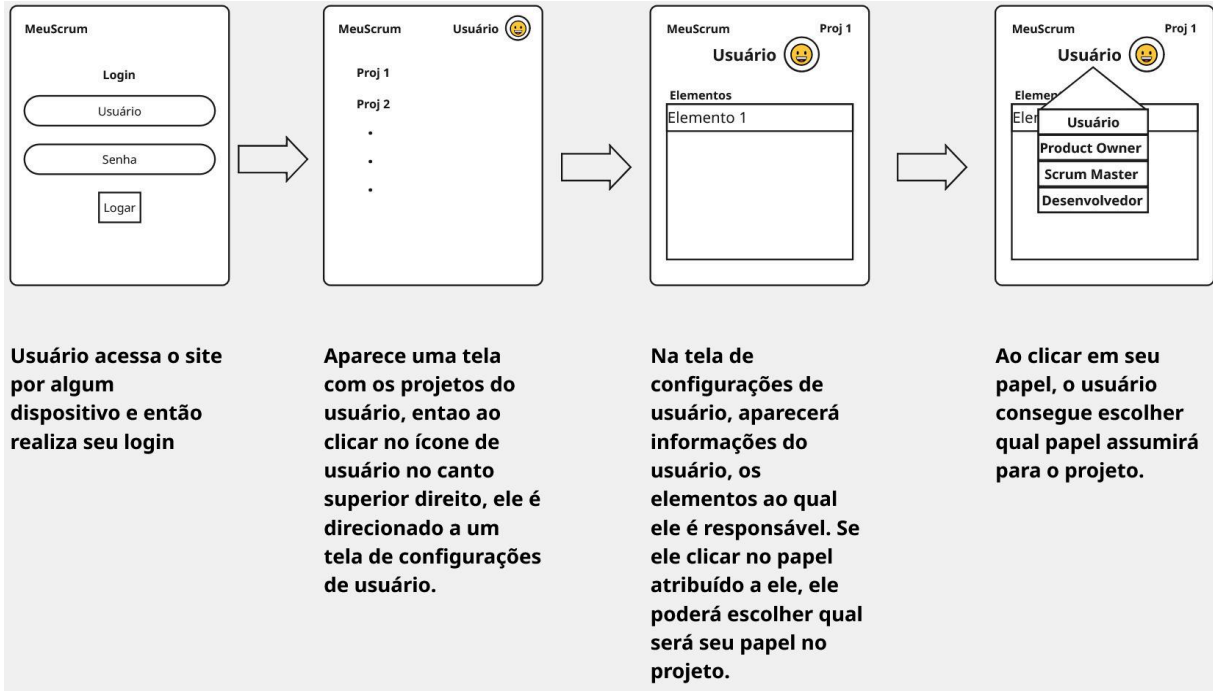 MeuScrum
Login
Usuário
Senha
Logar
MeuScrum Usuário
Proj 1
Proj 2
MeuScrum Proj 1
Usuário
Elementos
Elemento 1
MeuScrum Proj 1
Usuário
Elemen
Ele
Usuário
Product Owner
Scrum Master
Desenvolvedor
Usuário acessa o site
por algum
dispositivo e então
realiza seu login
Aparece uma tela
com os projetos do
usuário, entao ao
clicar no ícone de
usuário no canto
superior direito, ele é
direcionado a um
tela de configurações
de usuário.
Na tela de
configurações de
usuário, aparecerá
informações do
usuário, os
elementos ao qual
ele é responsável. Se
ele clicar no papel
atribuído a ele, ele
poderá escolher qual
será seu papel no
projeto.
Ao clicar em seu
papel, o usuário
consegue escolher
qual papel assumirá
para o projeto.